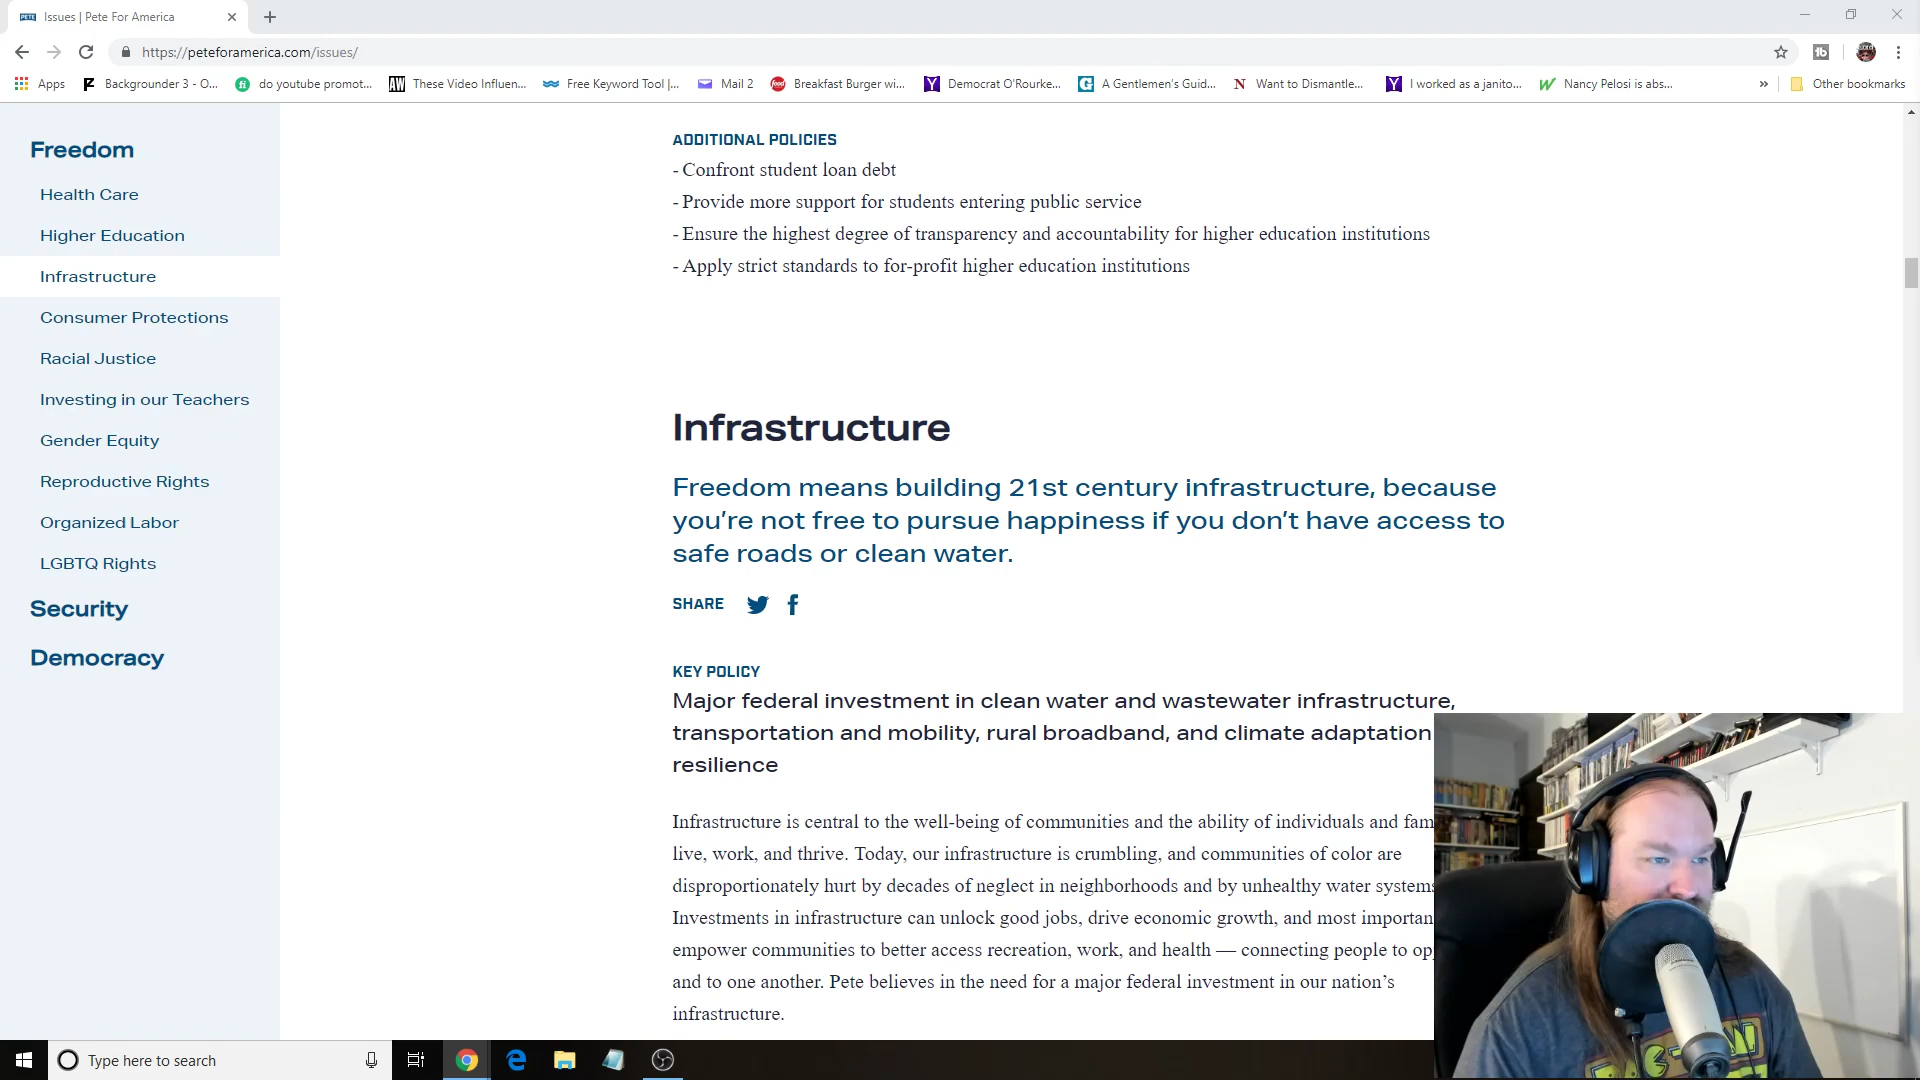 PETE Issues | Pete For America
https://peteforamerica.com/issues/
Apps Backgrounder 3 - O... do youtube promot... AW These Video Influen... Free Keyword Tool |... Mail 2 food Breakfast Burger wi... Y Democrat O'Rourke... G A Gentlemen's Guid... N Want to Dismantle... Y I worked as a janito... Nancy Pelosi is abs... » Other bookmarks
Freedom
Health Care
Higher Education
Infrastructure
Consumer Protections
Racial Justice
Investing in our Teachers
Gender Equity
Reproductive Rights
Organized Labor
LGBTQ Rights
Security
Democracy
ADDITIONAL POLICIES
- Confront student loan debt
- Provide more support for students entering public service
- Ensure the highest degree of transparency and accountability for higher education institutions
- Apply strict standards to for-profit higher education institutions
Infrastructure
Freedom means building 21st century infrastructure, because
you're not free to pursue happiness if you don't have access to
safe roads or clean water.
SHARE
KEY POLICY
Major federal investment in clean water and wastewater infrastructure,
transportation and mobility, rural broadband, and climate adaptation
resilience
Infrastructure is central to the well-being of communities and the ability of individuals and fam
live, work, and thrive. Today, our infrastructure is crumbling, and communities of color are
disproportionately hurt by decades of neglect in neighborhoods and by unhealthy water systems
Investments in infrastructure can unlock good jobs, drive economic growth, and most importan
empower communities to better access recreation, work, and health — connecting people to op
and to one another. Pete believes in the need for a major federal investment in our nation's
infrastructure.
Type here to search